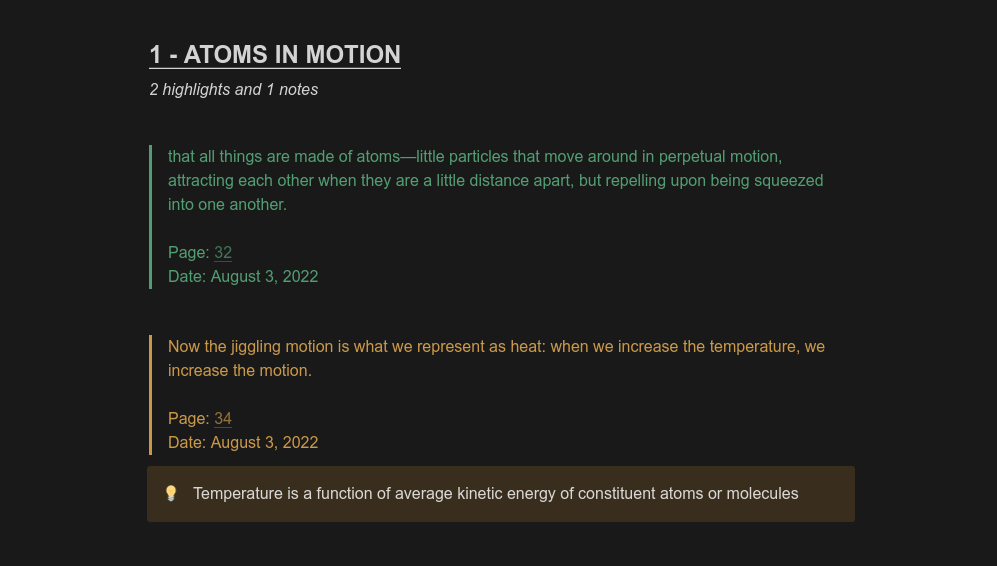 1 - ATOMS IN MOTION
2 highlights and 1 notes
that all things are made of atoms—little particles that move around in perpetual motion,
attracting each other when they are a little distance apart, but repelling upon being squeezed
into one another.
Page: 32
Date: August 3, 2022
Now the jiggling motion is what we represent as heat: when we increase the temperature, we
increase the motion.
Page: 34
Date: August 3, 2022
Temperature is a function of average kinetic energy of constituent atoms or molecules